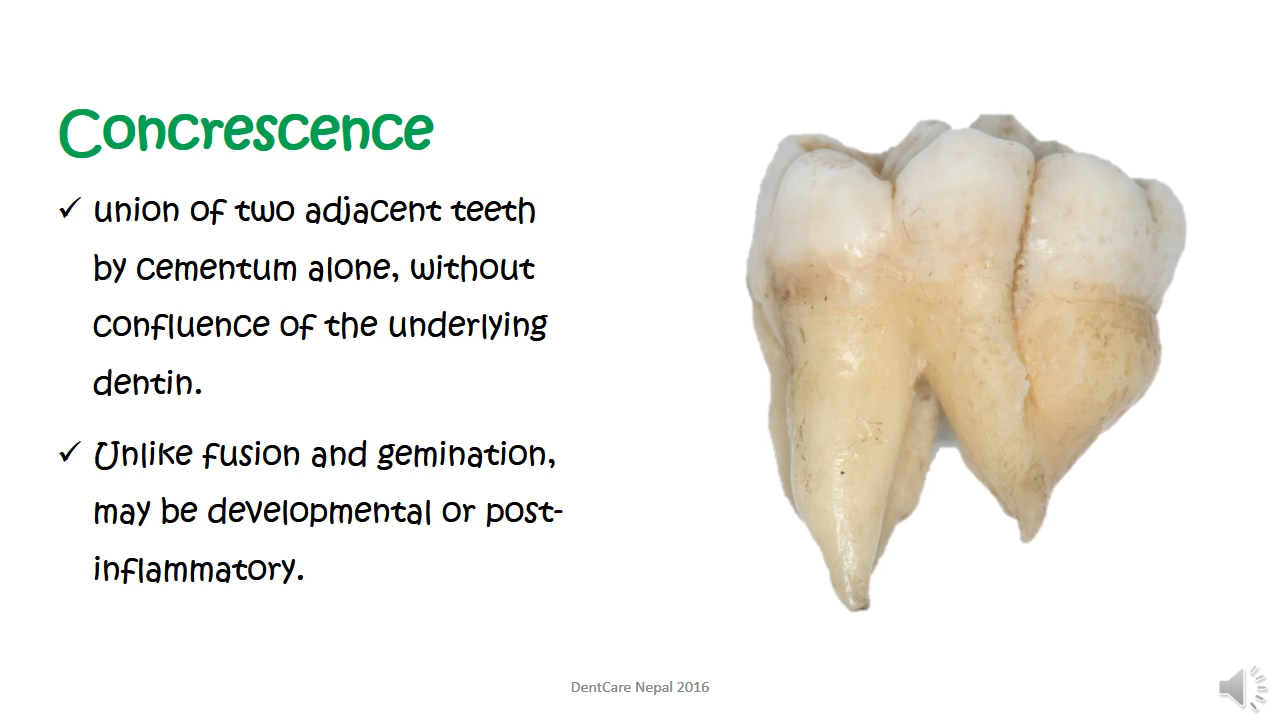 Concrescence
✓ union of two adjacent teeth
by cementum alone, without
confluence of the underlying
dentin.
✓ Unlike fusion and gemination,
may be developmental or post-
inflammatory.
DentCare Nepal 2016